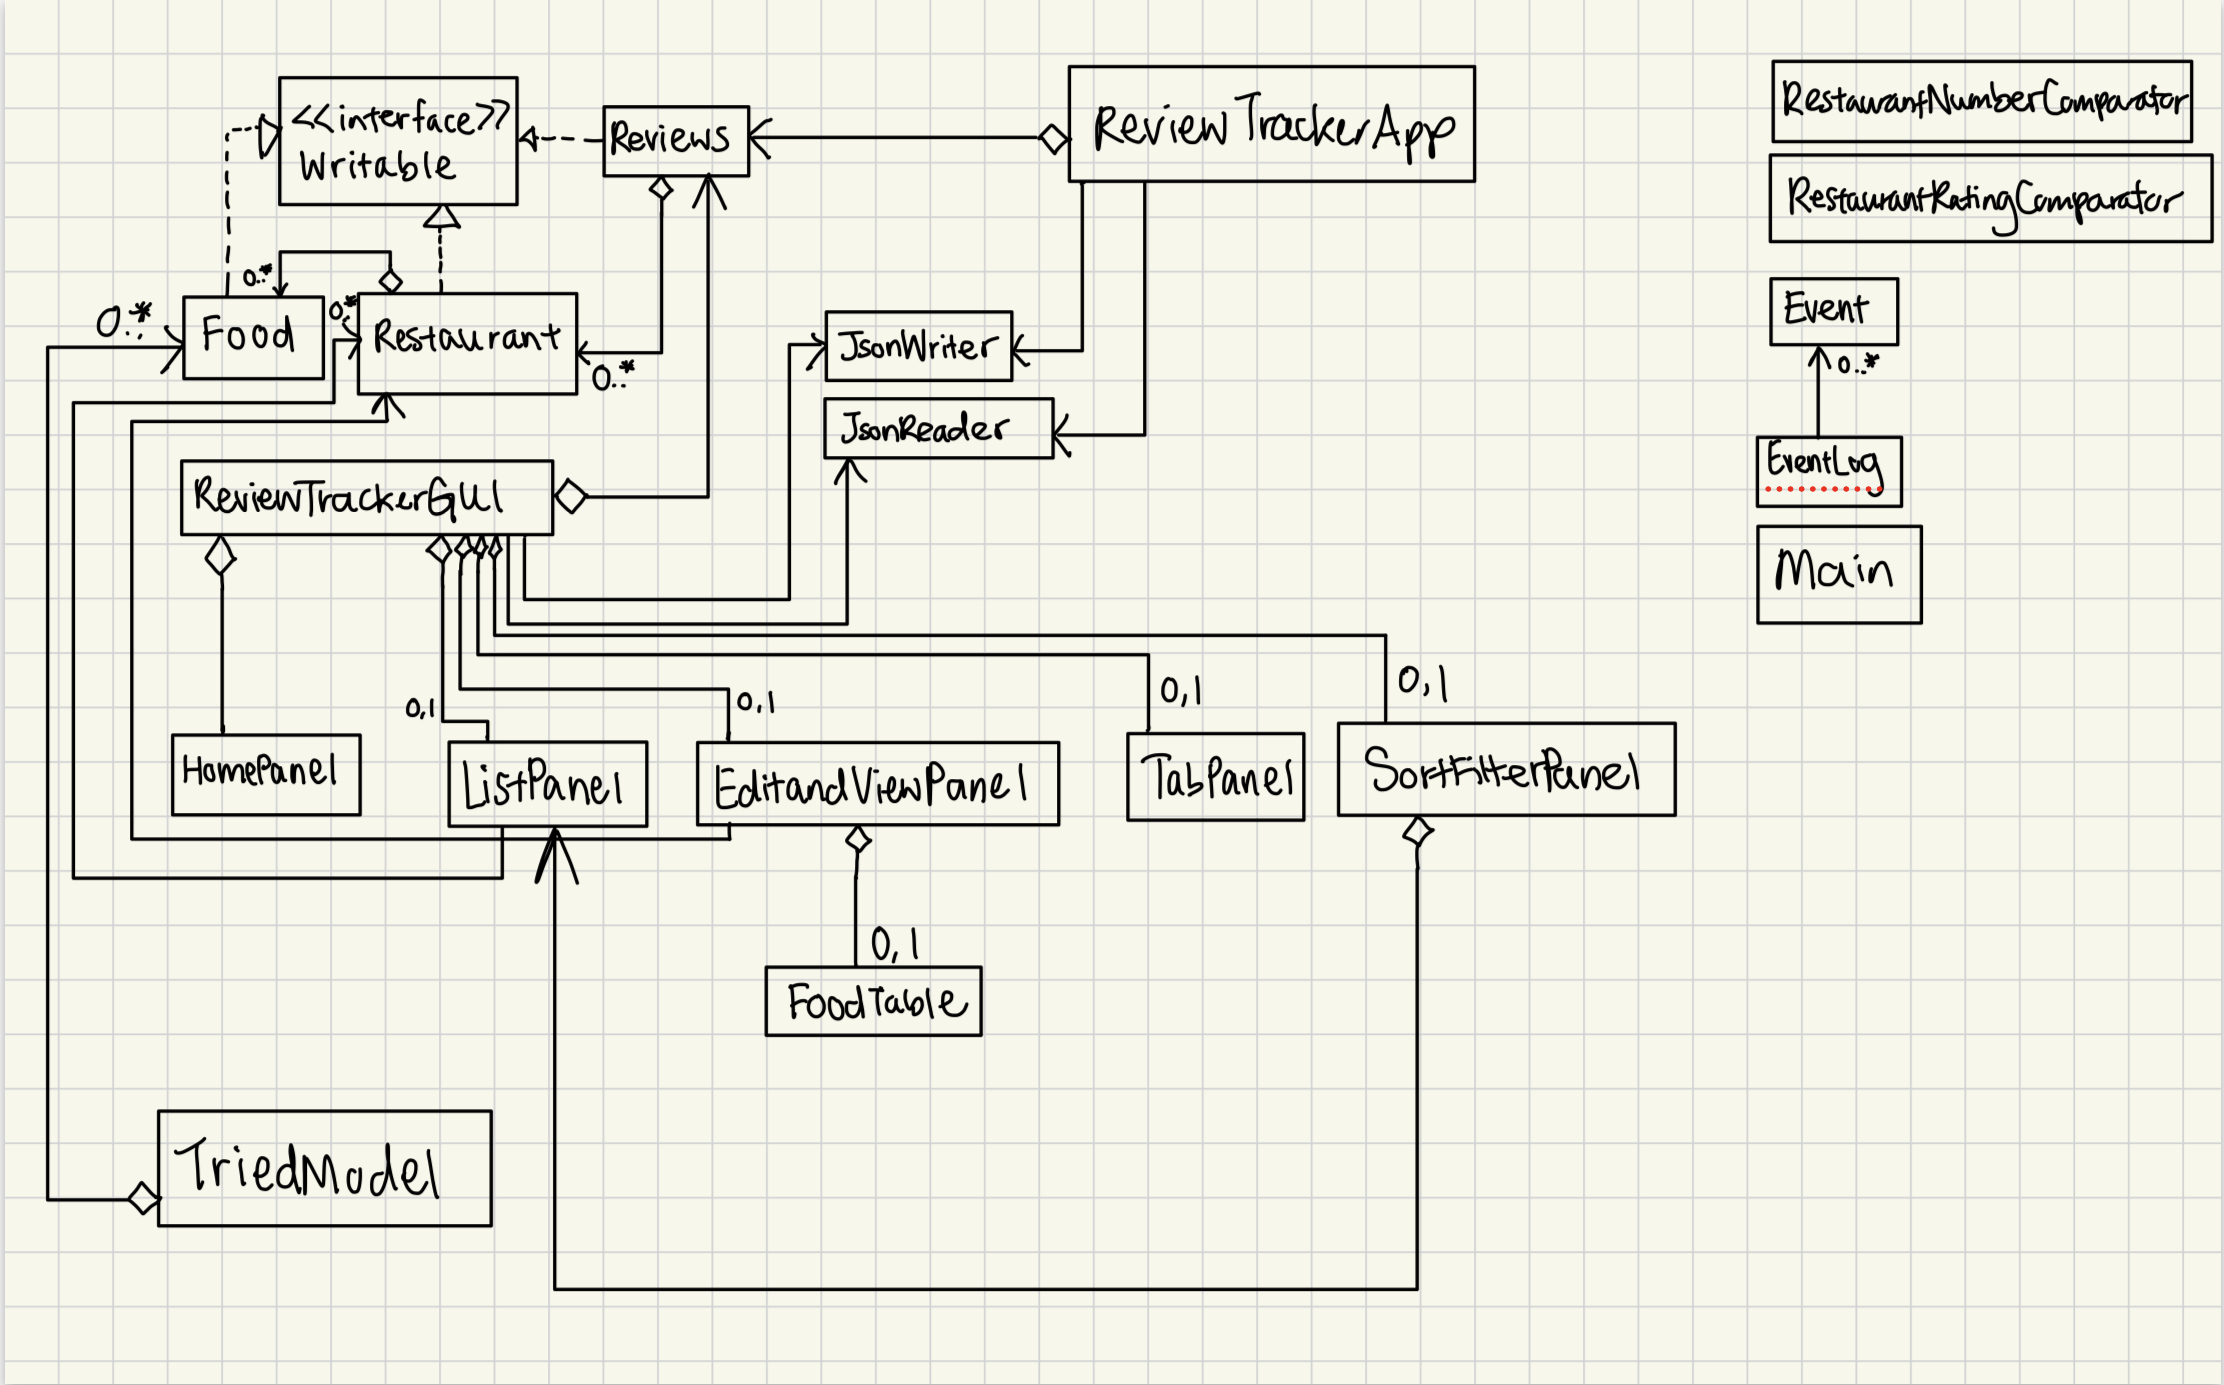 <<interface>>
Writable
Reviews
ReviewTrackerApp
RestaurantNumberComparator
RestaurantRatingComparator
Event
0..*
EventLog
Main
0..*
0..*
Food
0..*
Restaurant
0..*
JsonWriter
JsonReader
ReviewTrackerGUI
0,1
0,1
0,1
0,1
HomePanel
ListPanel
EditandViewPanel
TabPanel
SortFilterPanel
0,1
FoodTable
TriedModel